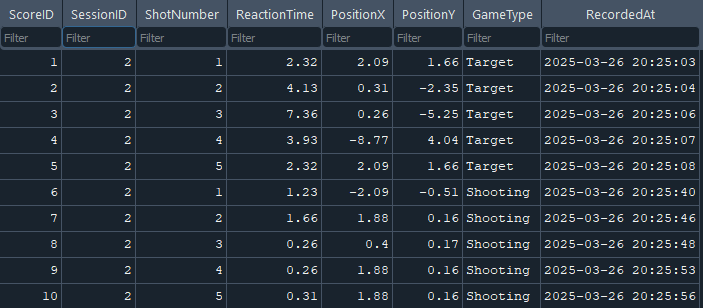 ScoreID SessionID ShotNumber ReactionTime PositionX PositionY GameType RecordedAt
Filter Filter Filter Filter Filter Filter Filter Filter
1 2 1 2.32 2.09 1.66 Target 2025-03-26 20:25:03
2 2 2 4.13 0.31 -2.35 Target 2025-03-26 20:25:04
3 2 3 7.36 0.26 -5.25 Target 2025-03-26 20:25:06
4 2 4 3.93 -8.77 4.04 Target 2025-03-26 20:25:07
5 2 5 2.32 2.09 1.66 Target 2025-03-26 20:25:08
6 2 1 1.23 -2.09 -0.51 Shooting 2025-03-26 20:25:40
7 2 2 1.66 1.88 0.16 Shooting 2025-03-26 20:25:46
8 2 3 0.26 0.4 0.17 Shooting 2025-03-26 20:25:48
9 2 4 0.26 1.88 0.16 Shooting 2025-03-26 20:25:53
10 2 5 0.31 1.88 0.16 Shooting 2025-03-26 20:25:56